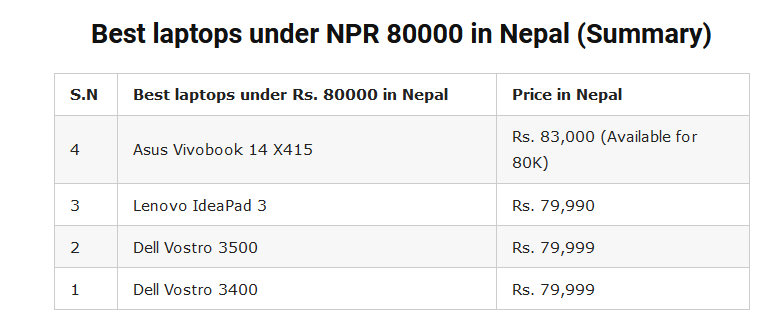 Best laptops under NPR 80000 in Nepal (Summary)
S.N Best laptops under Rs. 80000 in Nepal Price in Nepal
4 Asus Vivobook 14 X415 Rs. 83,000 (Available for
80K)
3 Lenovo IdeaPad 3 Rs. 79,990
2 Dell Vostro 3500 Rs. 79,999
1 Dell Vostro 3400 Rs. 79,999